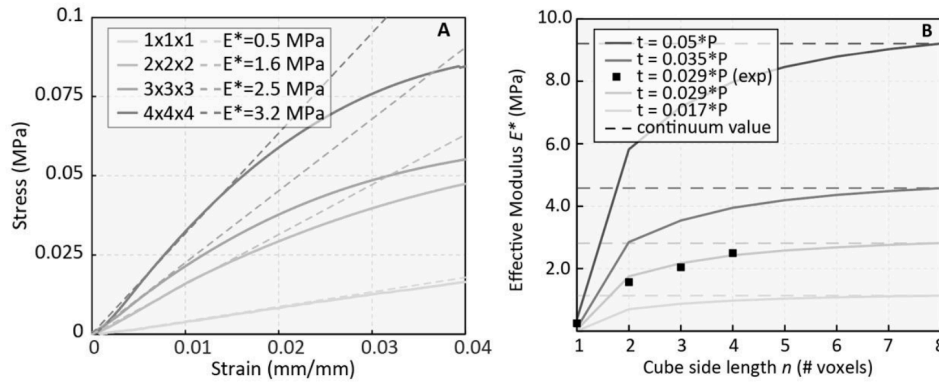 A
1x1x1 E*=0.5 MPa
2x2x2 E*=1.6 MPa
3x3x3 E*=2.5 MPa
4x4x4 E*=3.2 MPa
Stress (MPa)
0.1
0.075
0.05
0.025
0
0 0.01 0.02 0.03 0.04
Strain (mm/mm)
B
t = 0.05*P
t = 0.035*P
t = 0.029*P (exp)
t = 0.029*P
t = 0.017*P
continuum value
Effective Modulus E* (MPa)
10.0
8.0
6.0
4.0
2.0
1 2 3 4 5 6 7 8
Cube side length n (# voxels)